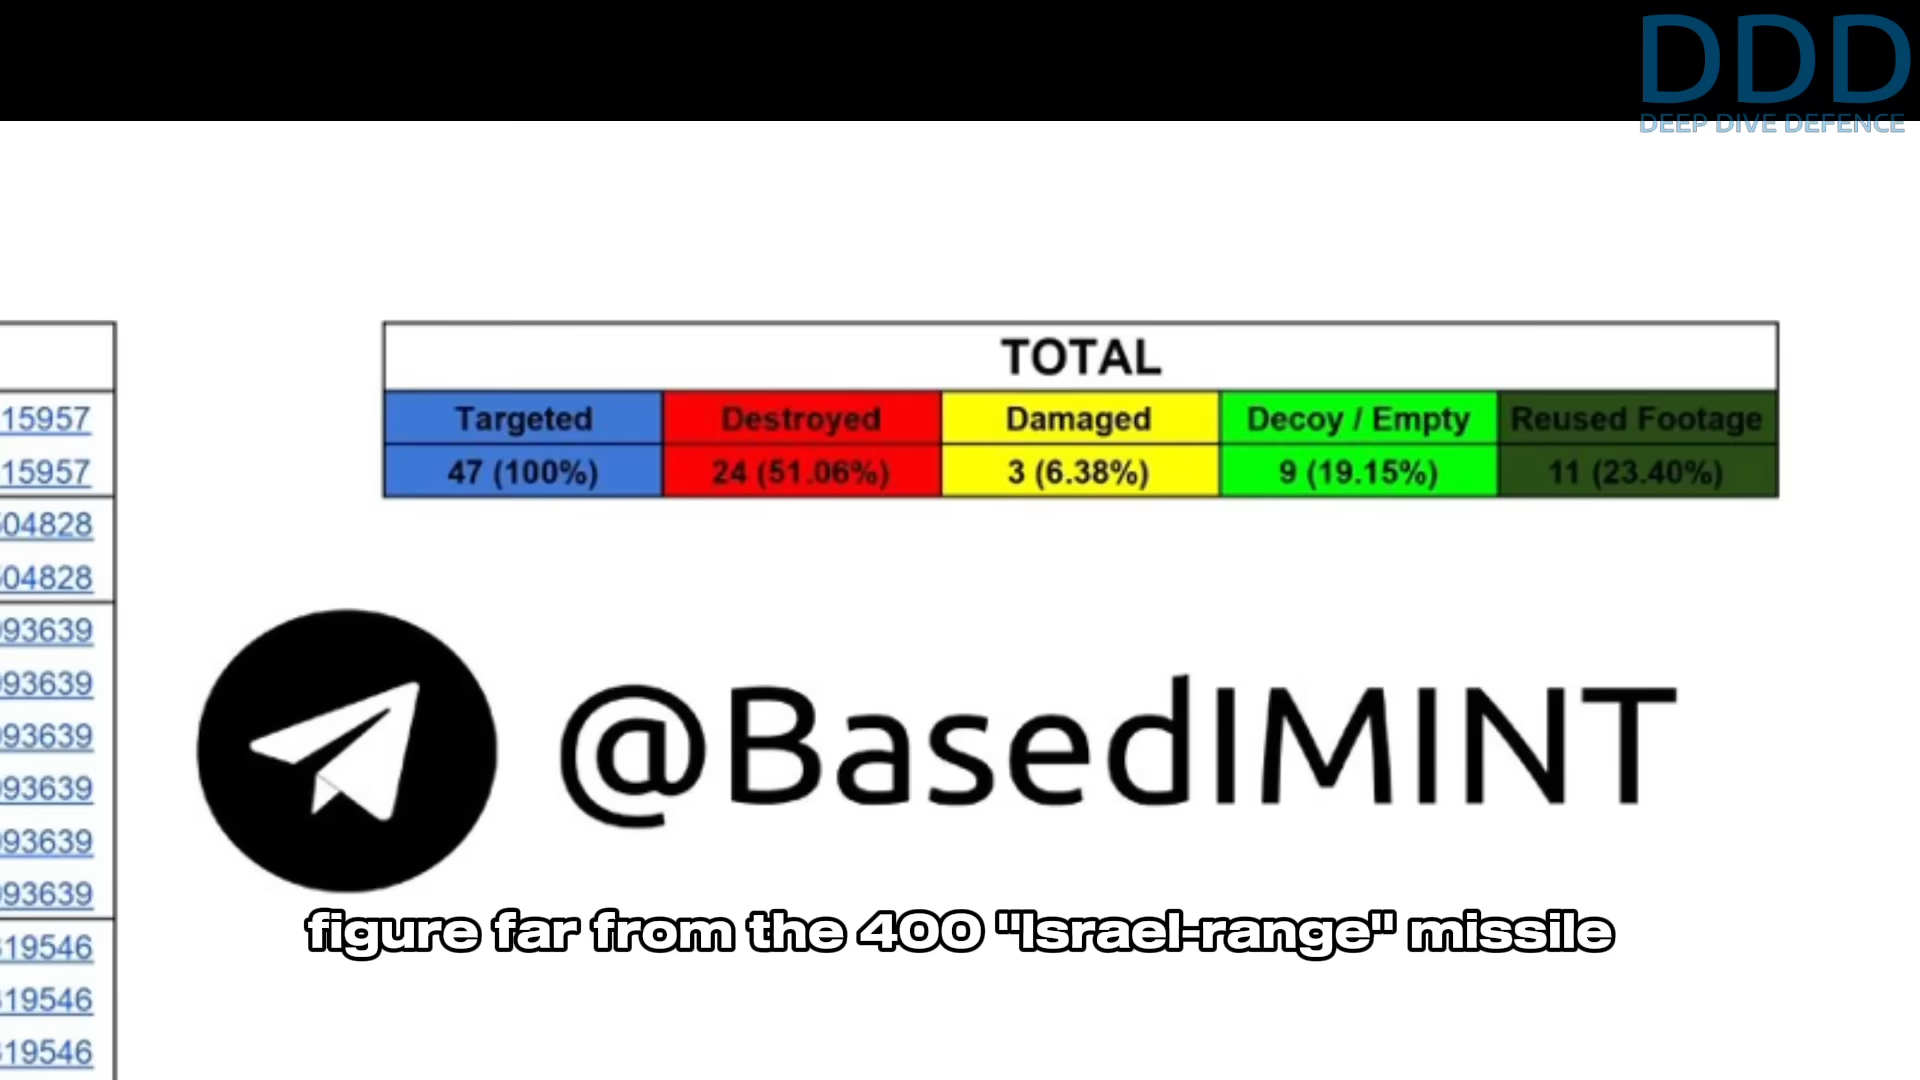 DDD
DEEP DIVE DEFENCE
TOTAL
Targeted Destroyed Damaged Decoy / Empty Reused Footage
47 (100%) 24 (51.06%) 3 (6.38%) 9 (19.15%) 11 (23.40%)
15957
15957
04828
04828
93639
93639
93639
93639
93639
93639
19546
19546
19546
@BasedIMINT
figure far from the 400 "Israel-range" missile